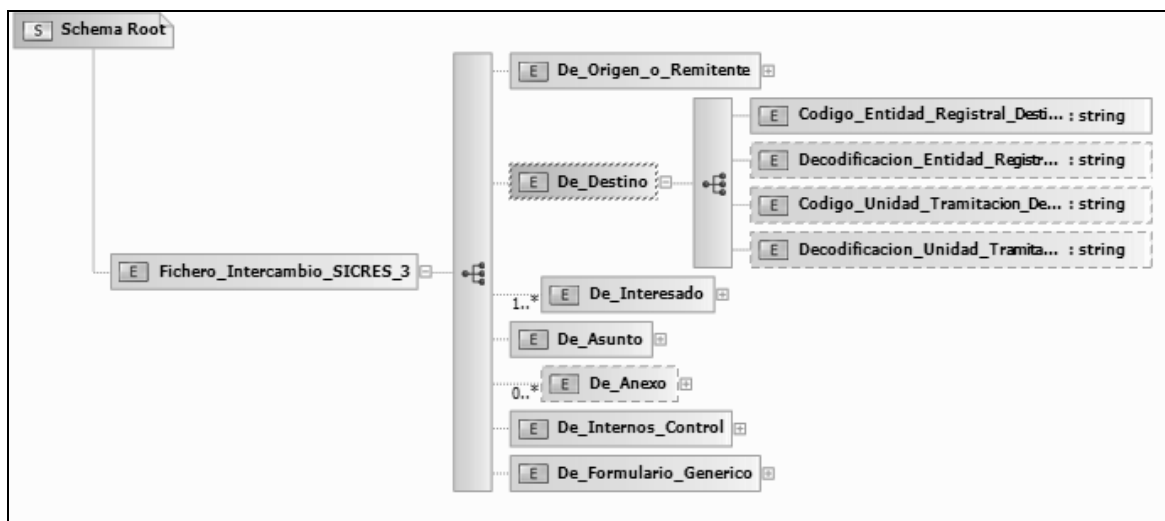 S Schema Root
E De_Origen_o_Remitente
E Codigo_Entidad_Registral_Desti... : string
E Decodificacion_Entidad_Registr... : string
E De_Destino
E Codigo_Unidad_Tramitacion_De... : string
E Decodificacion_Unidad_Tramita... : string
E Fichero_Intercambio_SICRES_3
1..* E De_Interesado
E De_Asunto
0..* E De_Anexo
E De_Internos_Control
E De_Formulario_Generico